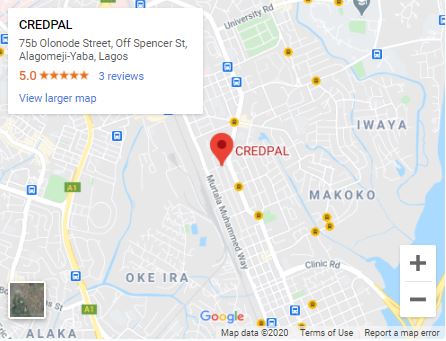 CREDPAL
75b Olonode Street, Off Spencer St,
Alagomeji-Yaba, Lagos
5.0 ★★★★★ 3 reviews
View larger map
University Rd
IWAYA
CREDPAL
MAKOKO
A1
Murtala Muhammed Way
Clinic Rd
OKE IRA
A1
ALAKA
Google
Map data ©2020 Terms of Use Report a map error